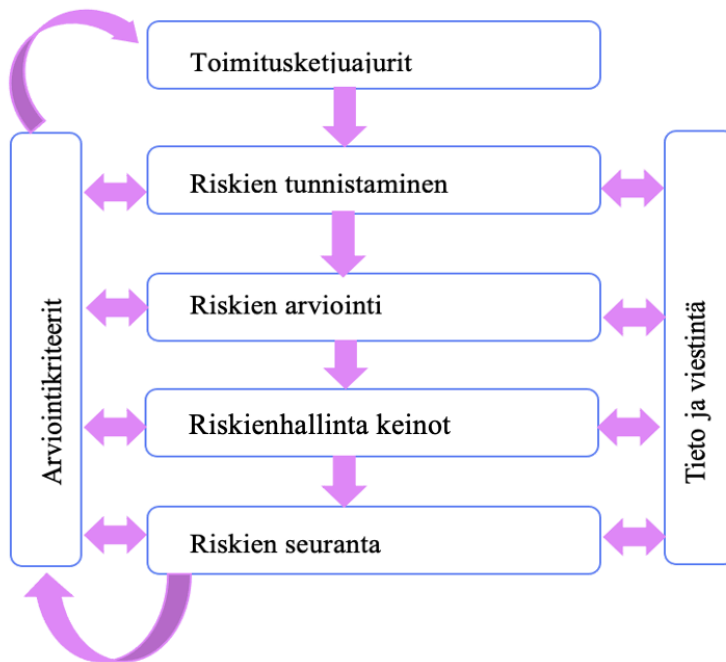 Toimitusketjuajurit
Riskien tunnistaminen
Riskien arviointi
Riskienhallinta keinot
Riskien seuranta
Arviointikriteerit
Tieto ja viestintä